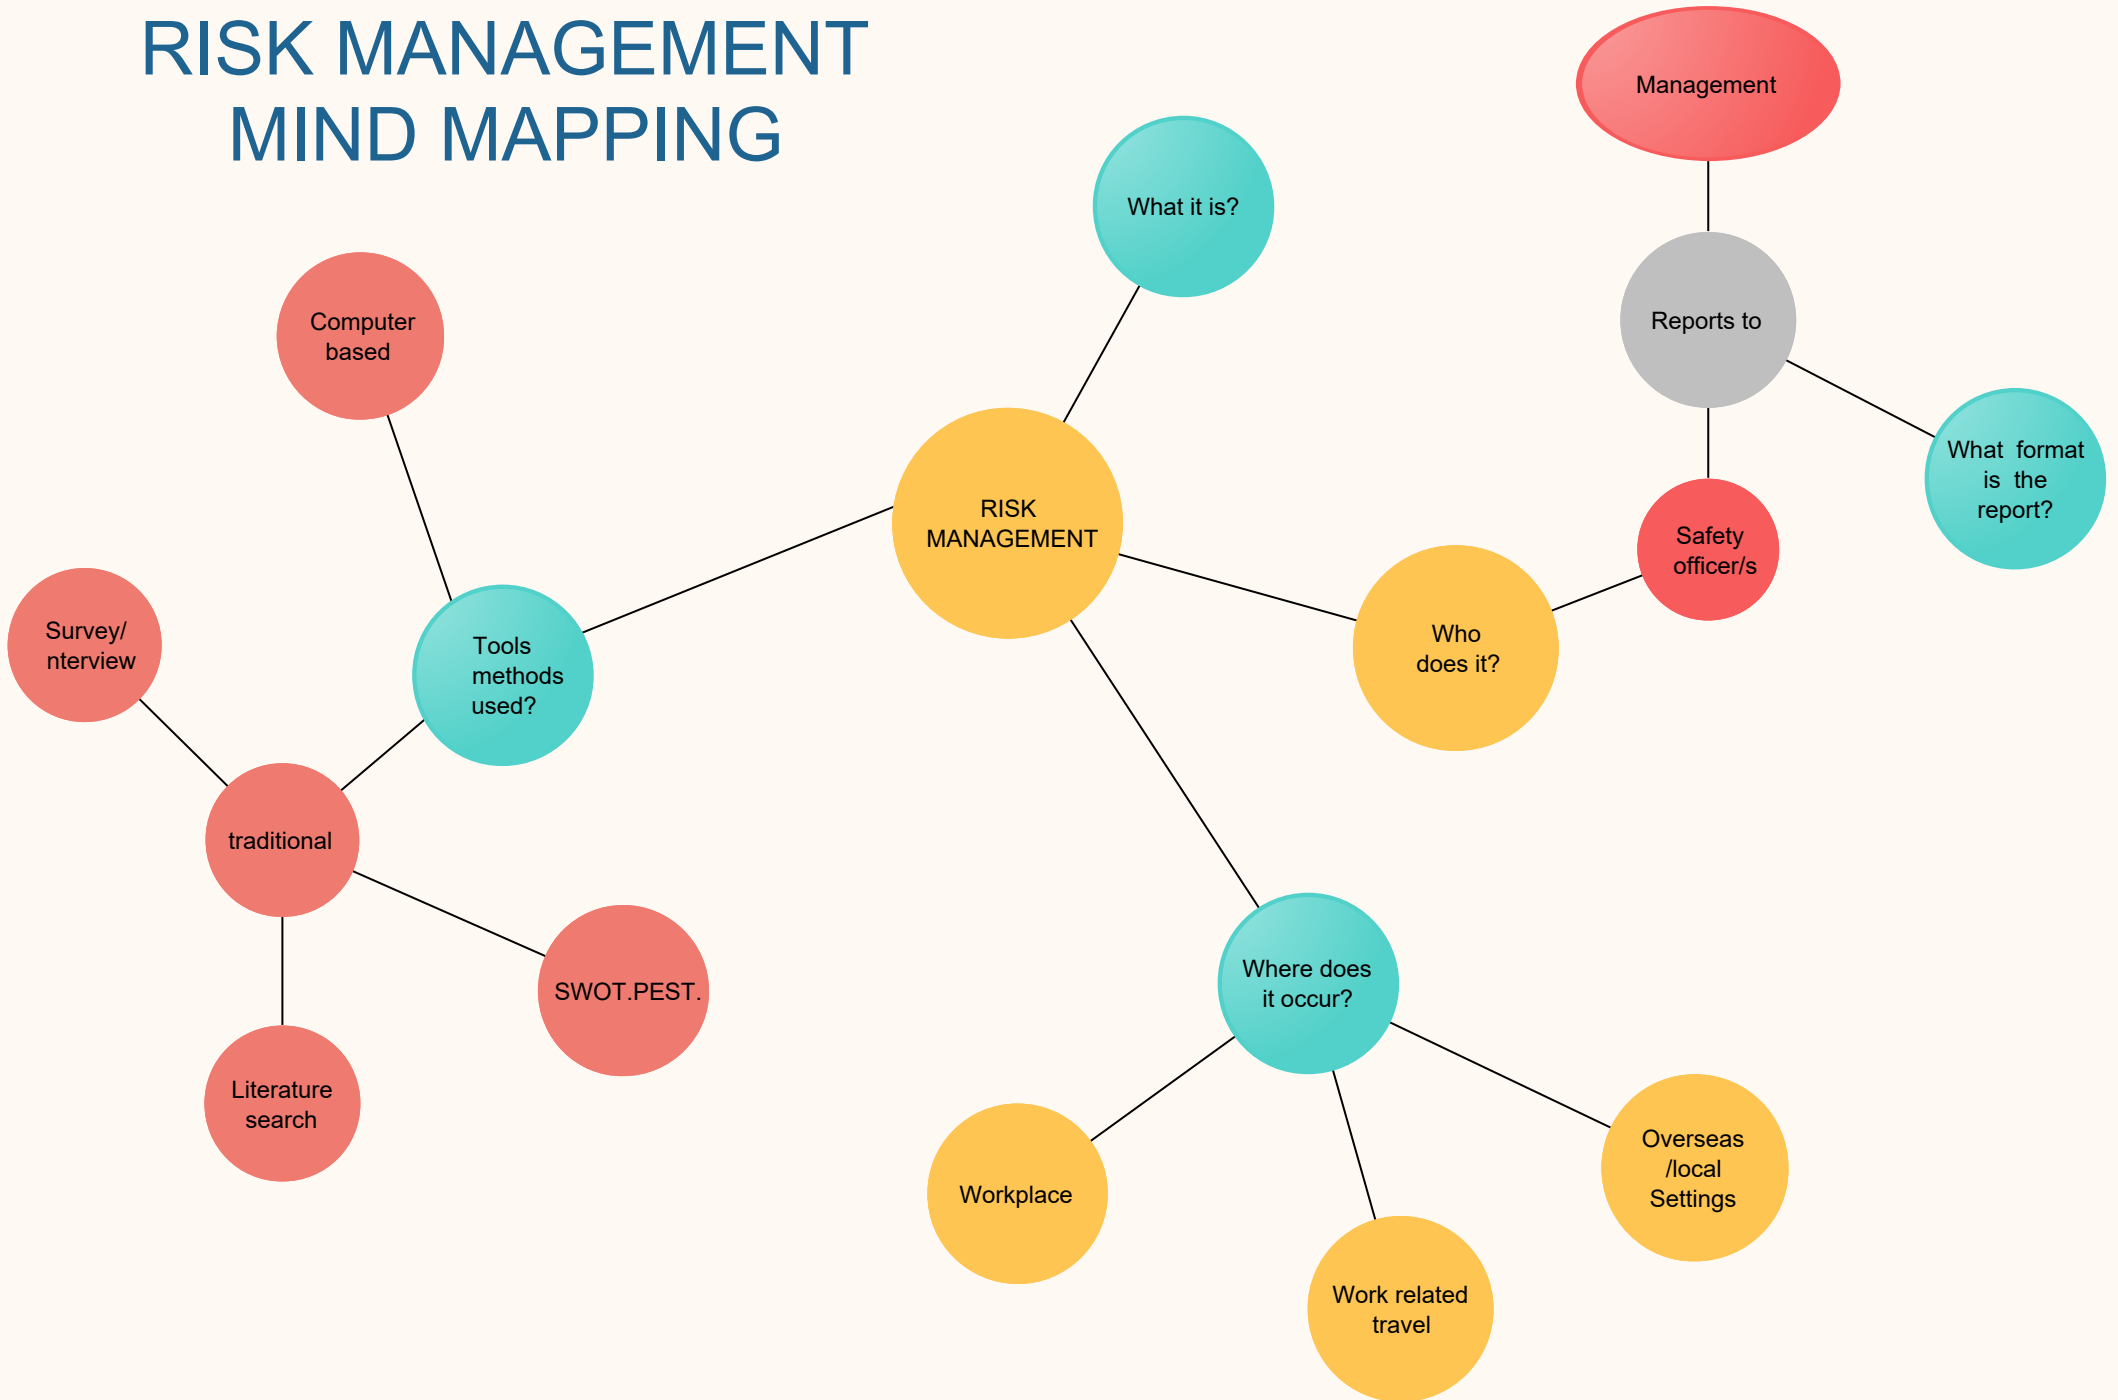 RISK MANAGEMENT
MIND MAPPING
Management
What it is?
Reports to
Computer
based
What format
is the
report?
RISK
MANAGEMENT
Safety
officer/s
Survey/
nterview
Tools
methods
used?
Who
does it?
traditional
SWOT.PEST.
Where does
it occur?
Literature
search
Workplace
Overseas
/local
Settings
Work related
travel